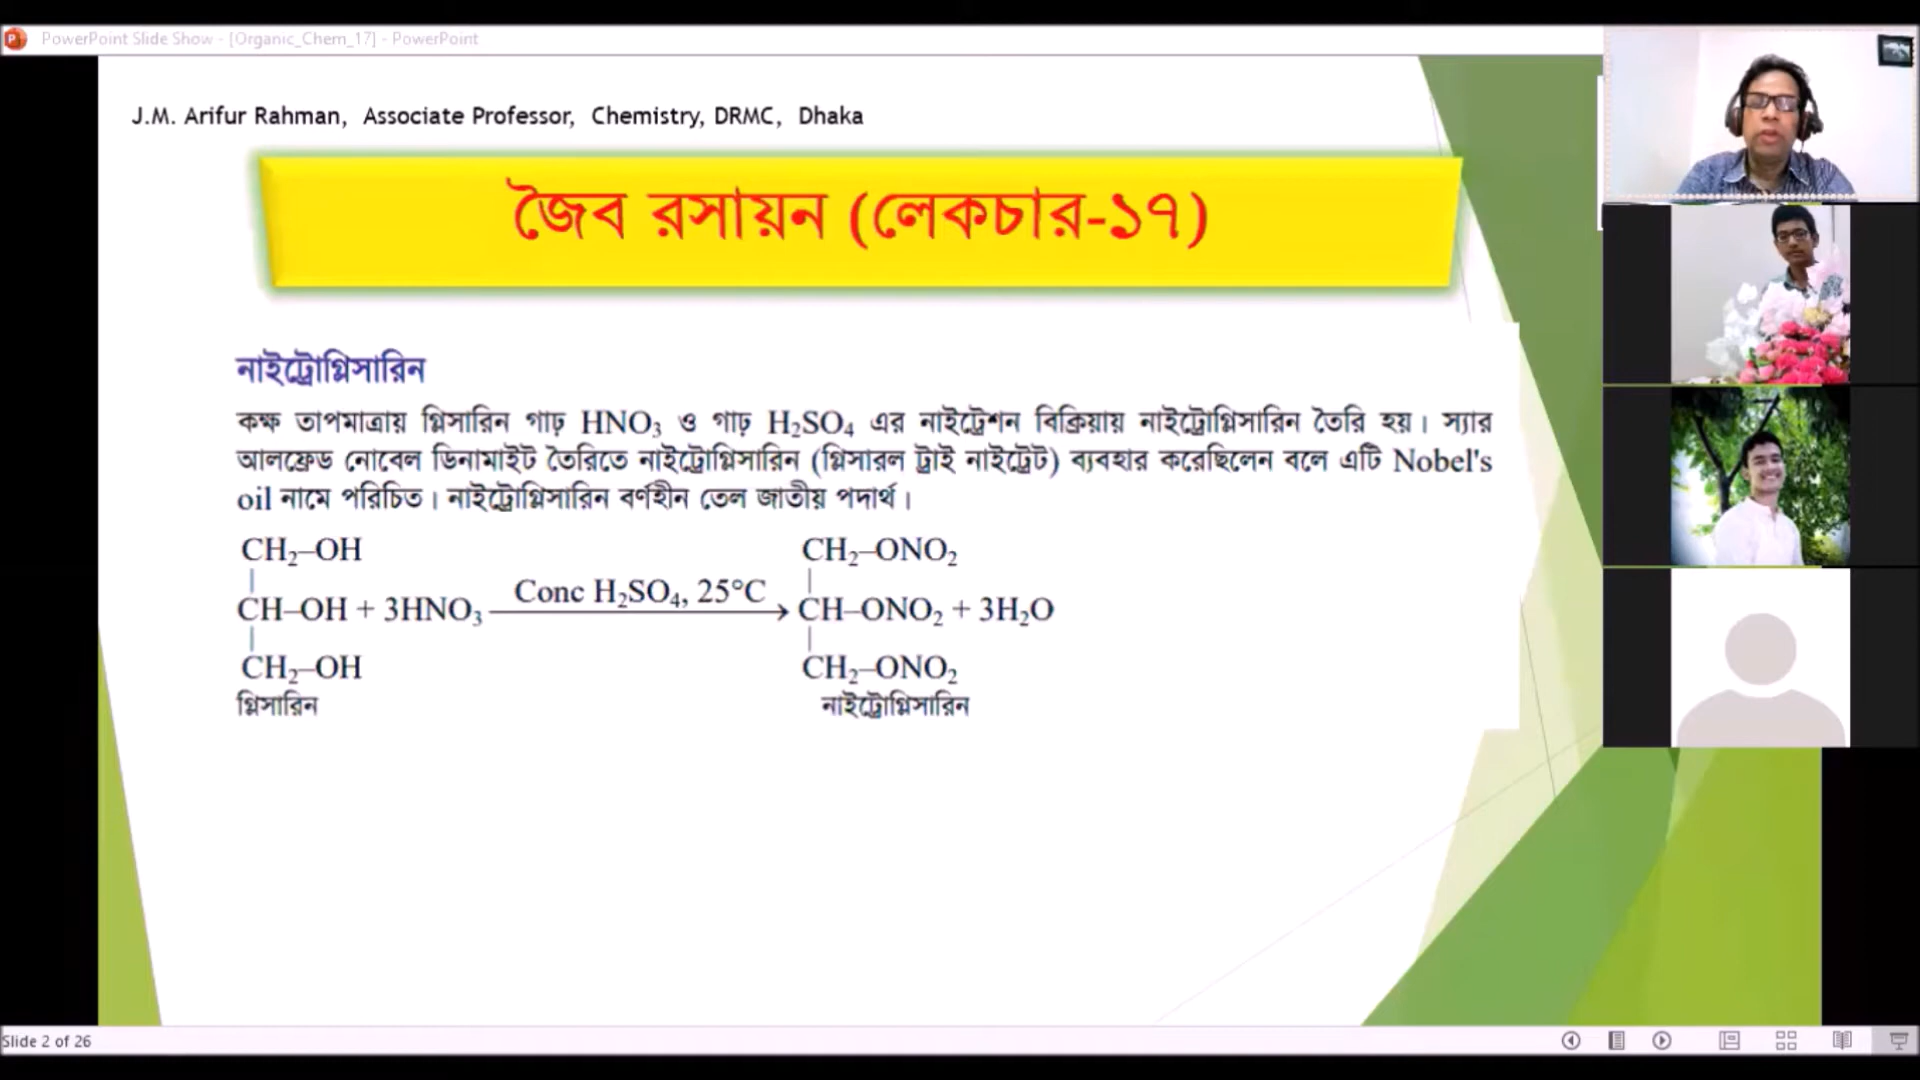 PowerPoint Slide Show - [Organic_Chem_17] - PowerPoint
J.M. Arifur Rahman, Associate Professor, Chemistry, DRMC, Dhaka
জৈব রসায়ন (লেকচার-১৭)
নাইট্রোগ্লিসারিন
কক্ষ তাপমাত্রায় গ্লিসারিন গাঢ় HNO₃ ও গাঢ় H₂SO₄ এর নাইট্রেশন বিক্রিয়ায় নাইট্রোগ্লিসারিন তৈরি হয়। স্যার
আলফ্রেড নোবেল ডিনামাইট তৈরিতে নাইট্রোগ্লিসারিন (গ্লিসারল ট্রাই নাইট্রেট) ব্যবহার করেছিলেন বলে এটি Nobel's
oil নামে পরিচিত। নাইট্রোগ্লিসারিন বর্ণহীন তেল জাতীয় পদার্থ।
CH₂–OH CH₂–ONO₂
CH–OH + 3HNO₃ Conc H₂SO₄, 25°C → CH–ONO₂ + 3H₂O
CH₂–OH CH₂–ONO₂
গ্লিসারিন নাইট্রোগ্লিসারিন
Slide 2 of 26